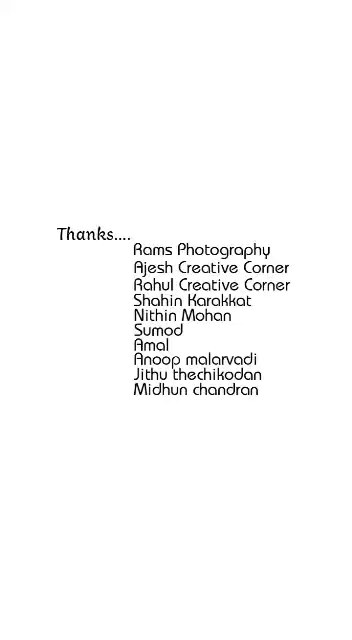 Thanks....
Rams Photography
Ajesh Creative Corner
Rahul Creative Corner
Shahin Karakkat
Nithin Mohan
Sumod
Amal
Anoop malarvadi
Jithu thechikodan
Midhun chandran